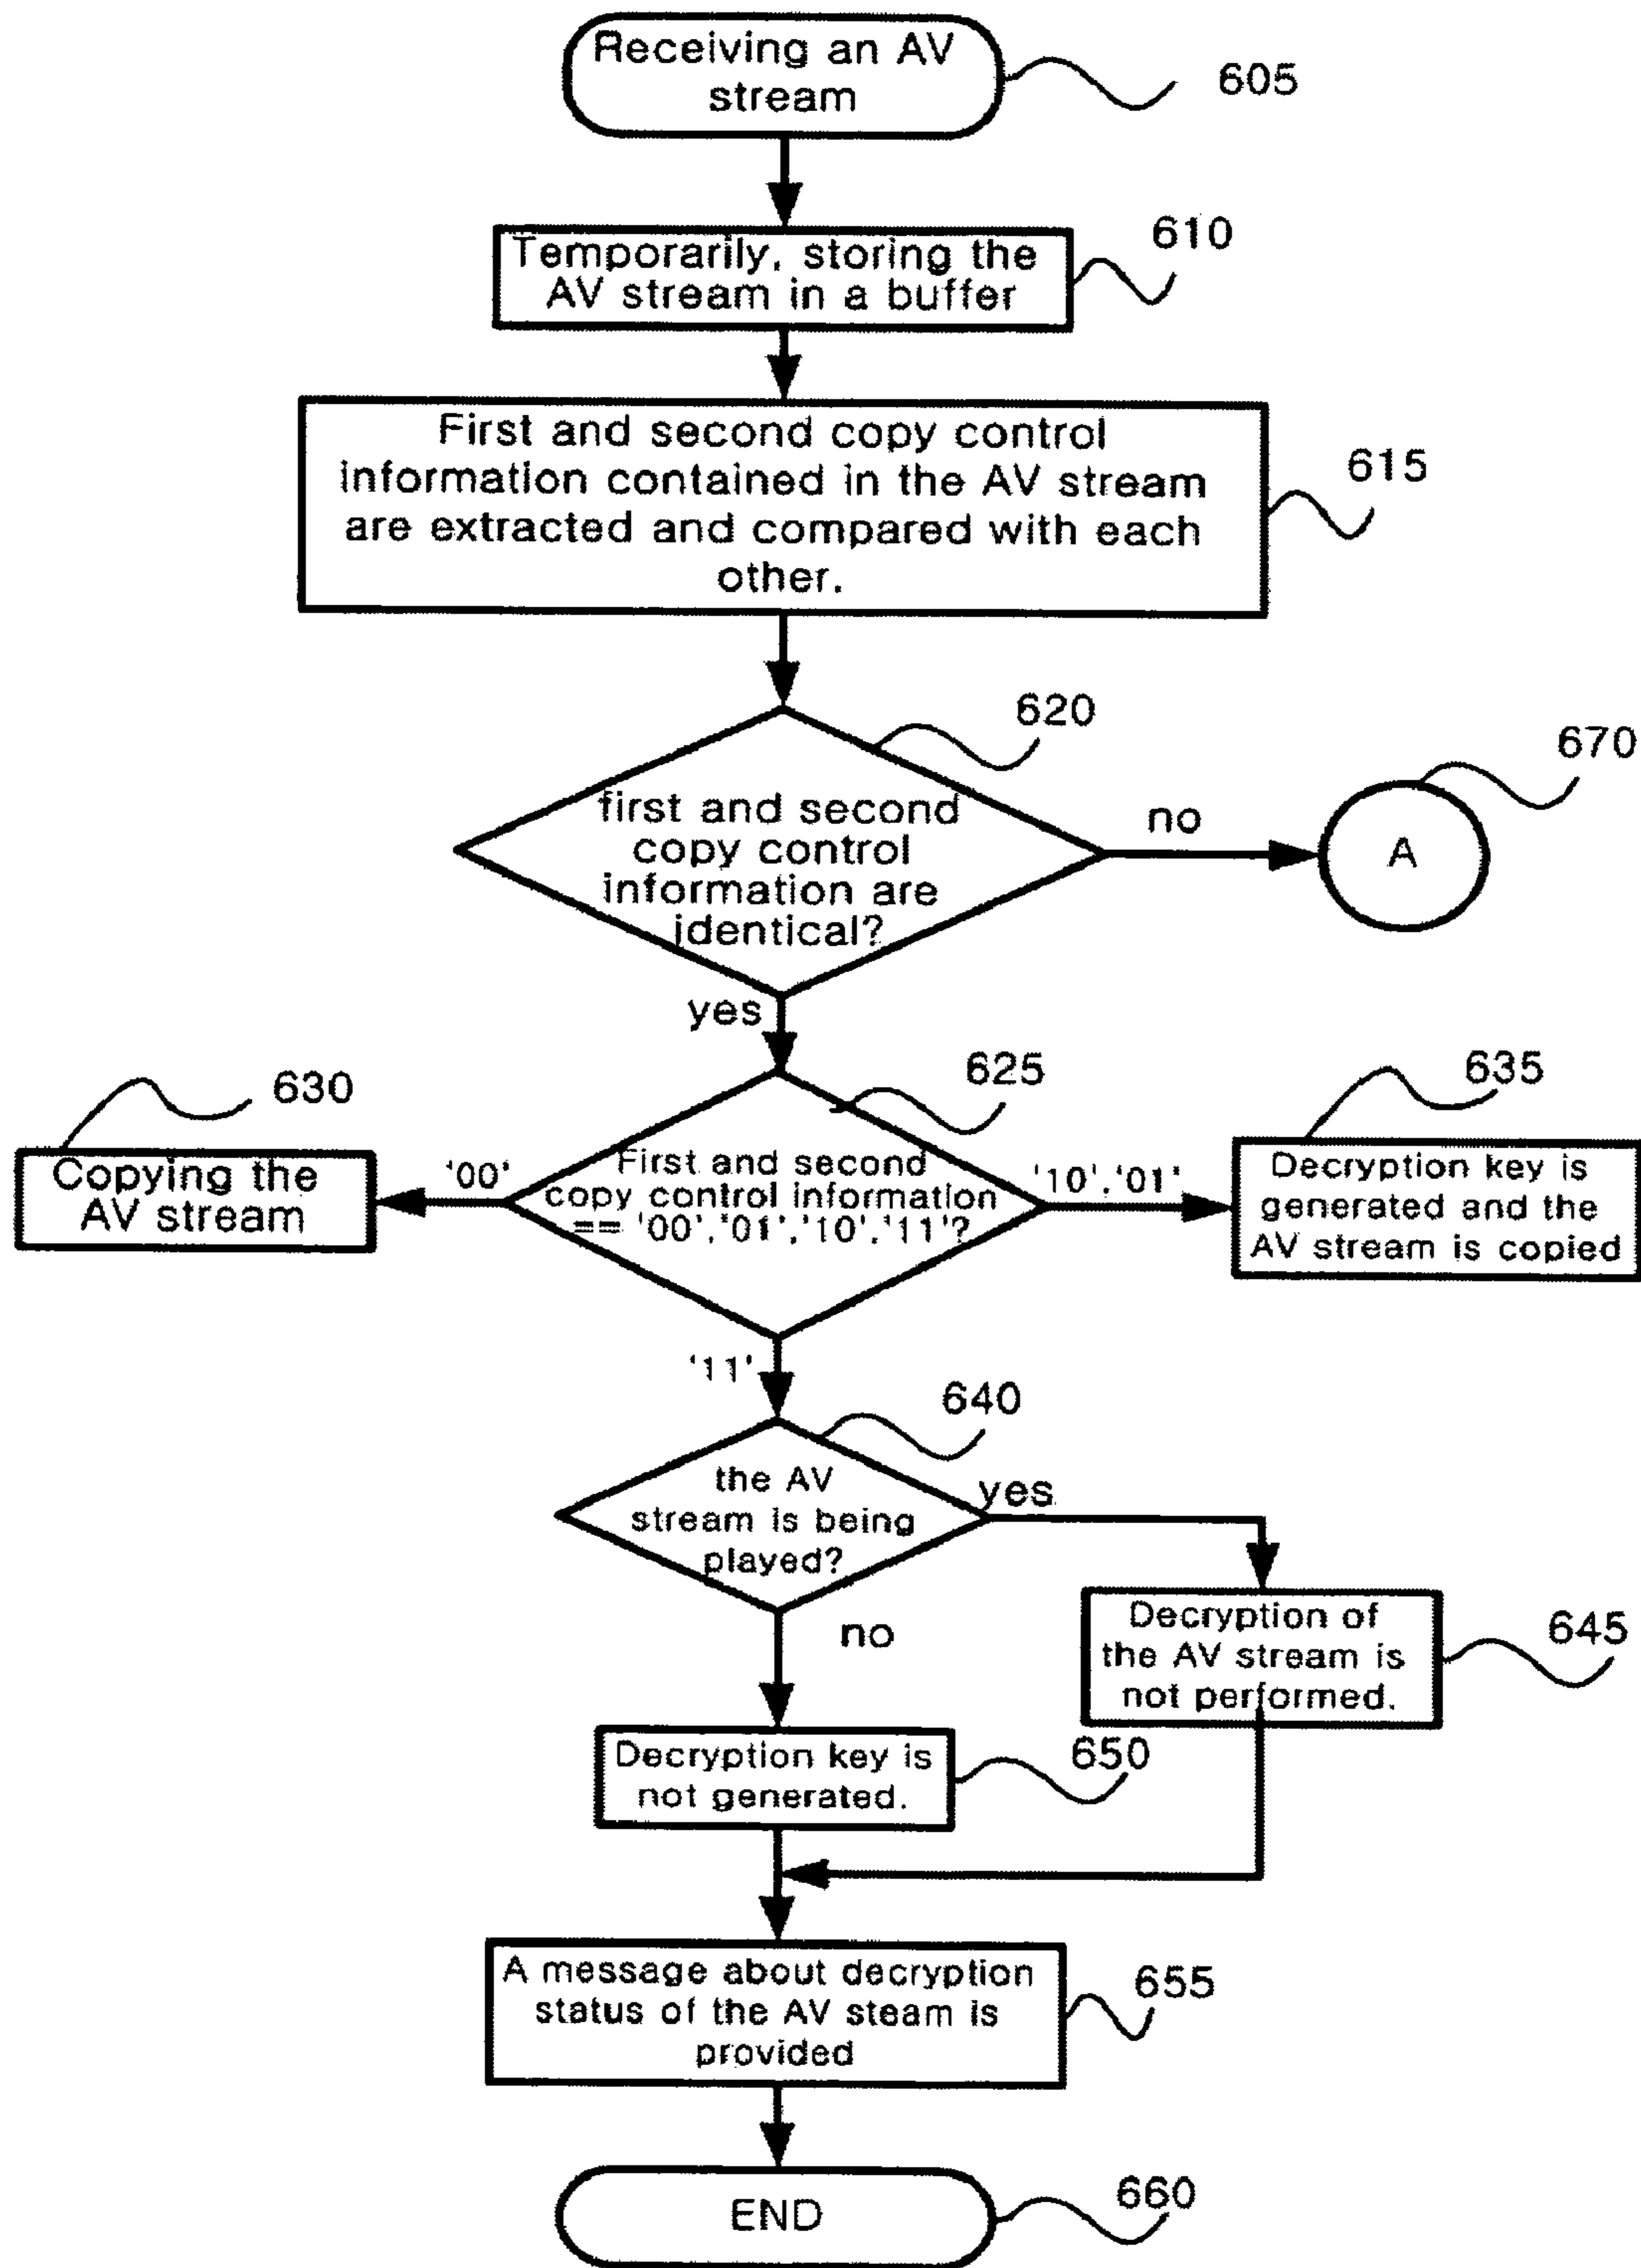 Receiving an AV
stream
605
Temporarily, storing the
AV stream in a buffer
610
First and second copy control
information contained in the AV stream
are extracted and compared with each
other.
615
620
first and second
copy control
information are
identical?
no
670
A
yes
630
Copying the
AV stream
'00'
625
First and second
copy control information
== '00','01','10','11'?
'10','01'
635
Decryption key is
generated and the
AV stream is copied
'11'
640
the AV
stream is being
played?
yes
no
Decryption of
the AV stream is
not performed.
645
Decryption key is
not generated.
650
A message about decryption
status of the AV steam is
provided
655
END
660